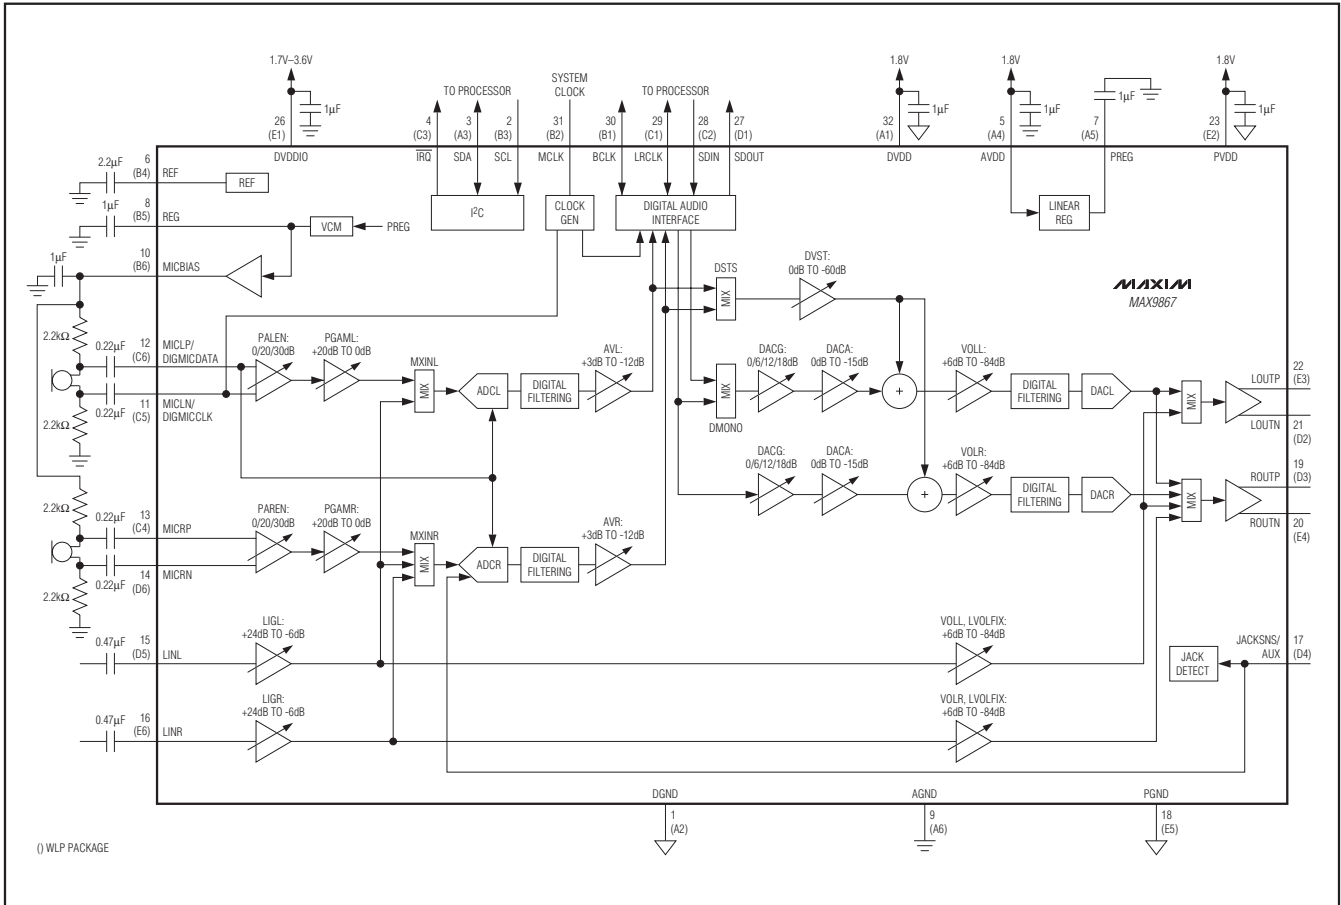 1.7V–3.6V
1µF
26
(E1)
DVDDIO
TO PROCESSOR
4
(C3)
IRQ
3
(A3)
SDA
2
(B3)
SCL
SYSTEM
CLOCK
31
(B2)
MCLK
TO PROCESSOR
30
(B1)
BCLK
29
(C1)
LRCLK
28
(C2)
SDIN
27
(D1)
SDOUT
1.8V
1µF
32
(A1)
DVDD
1.8V
1µF
5
(A4)
AVDD
1µF
7
(A5)
PREG
1.8V
1µF
23
(E2)
PVDD
2.2µF
6
(B4)
REF
REF
1µF
8
(B5)
REG
VCM
PREG
I²C
CLOCK
GEN
DIGITAL AUDIO
INTERFACE
LINEAR
REG
1µF
10
(B6)
MICBIAS
DSTS
MIX
DVST:
0dB TO -60dB
MAXIM
MAX9867
2.2kΩ
0.22µF
12
(C6)
MICLP/
DIGMICDATA
0.22µF
11
(C5)
MICLN/
DIGMICCLK
2.2kΩ
PALEN:
0/20/30dB
PGAML:
+20dB TO 0dB
MXINL
MIX
ADCL
DIGITAL
FILTERING
AVL:
+3dB TO -12dB
MIX
DMONO
DACG:
0/6/12/18dB
DACA:
0dB TO -15dB
+
VOLL:
+6dB TO -84dB
DIGITAL
FILTERING
DACL
MIX
22
LOUTP
(E3)
LOUTN
21
(D2)
DACG:
0/6/12/18dB
DACA:
0dB TO -15dB
+
VOLR:
+6dB TO -84dB
DIGITAL
FILTERING
DACR
MIX
19
ROUTP
(D3)
ROUTN
20
(E4)
2.2kΩ
0.22µF
13
(C4)
MICRP
0.22µF
14
(D6)
MICRN
2.2kΩ
PAREN:
0/20/30dB
PGAMR:
+20dB TO 0dB
MXINR
MIX
ADCR
DIGITAL
FILTERING
AVR:
+3dB TO -12dB
0.47µF
15
(D5)
LINL
LIGL:
+24dB TO -6dB
VOLL, LVOLFIX:
+6dB TO -84dB
JACK
DETECT
JACKSNS/
AUX
17
(D4)
0.47µF
16
(E6)
LINR
LIGR:
+24dB TO -6dB
VOLR, LVOLFIX:
+6dB TO -84dB
DGND
1
(A2)
AGND
9
(A6)
PGND
18
(E5)
() WLP PACKAGE